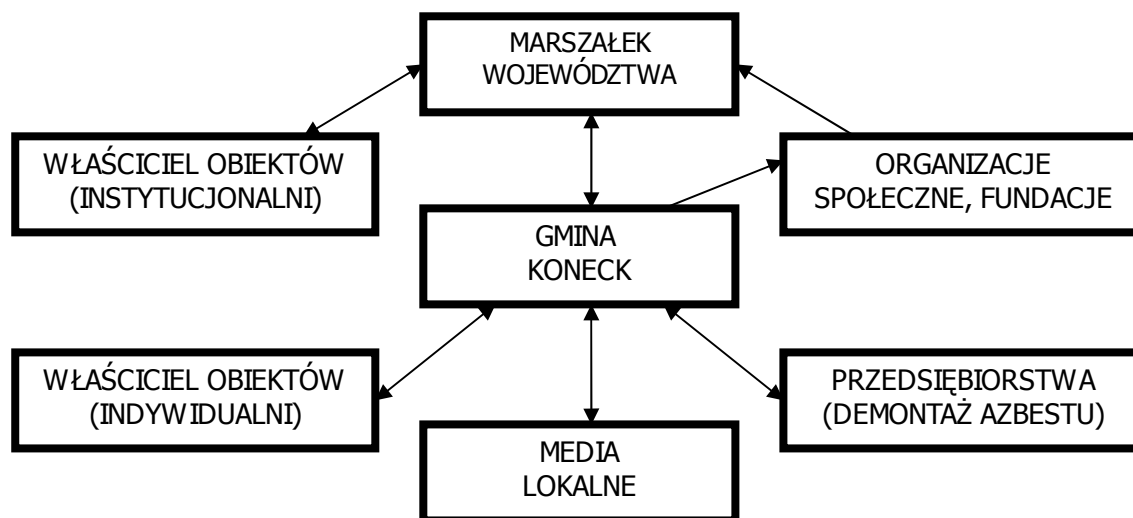 MARSZAŁEK
WOJEWÓDZTWA
WŁAŚCICIEL OBIEKTÓW
(INSTYTUCJONALNI)
ORGANIZACJE
SPOŁECZNE, FUNDACJE
GMINA
KONECK
WŁAŚCICIEL OBIEKTÓW
(INDYWIDUALNI)
PRZEDSIĘBIORSTWA
(DEMONTAŻ AZBESTU)
MEDIA
LOKALNE